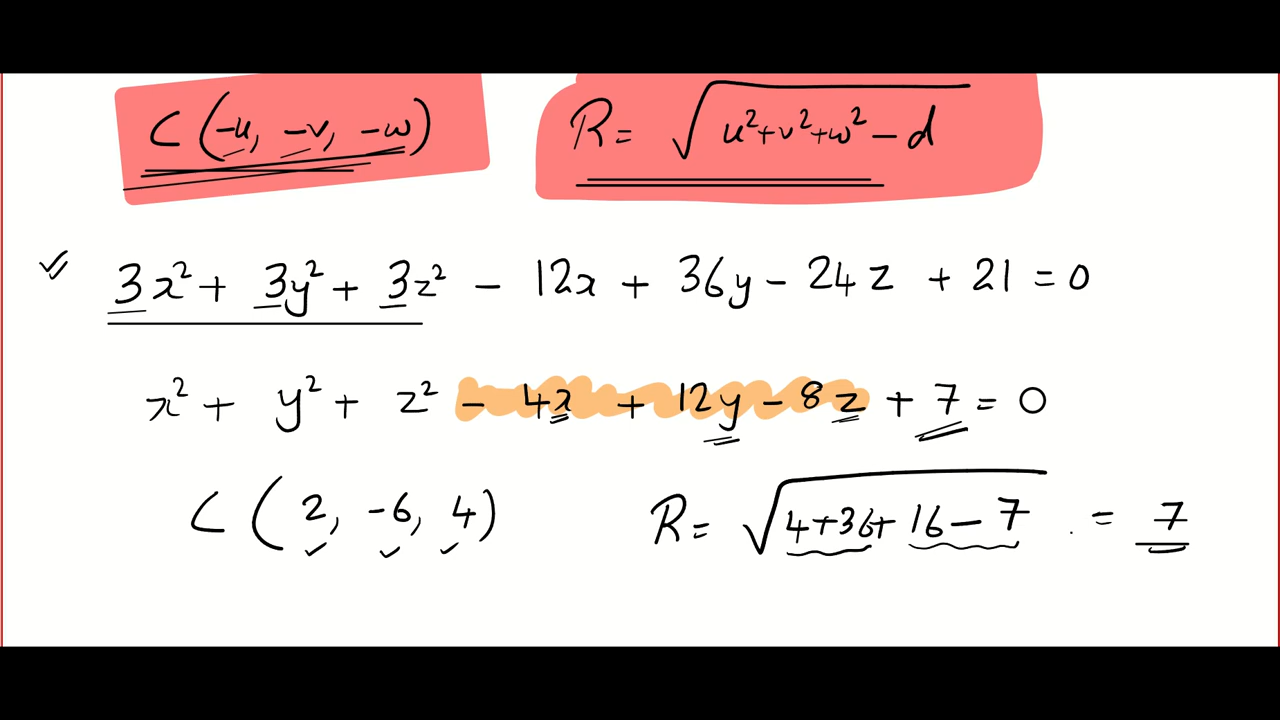 C (-u, -v, -w) R = √(u²+v²+w²-d)
3x² + 3y² + 3z² - 12x + 36y - 24z + 21 = 0
x² + y² + z² - 4x + 12y - 8z + 7 = 0
C (2, -6, 4) R = √(4+36+16-7) = 7